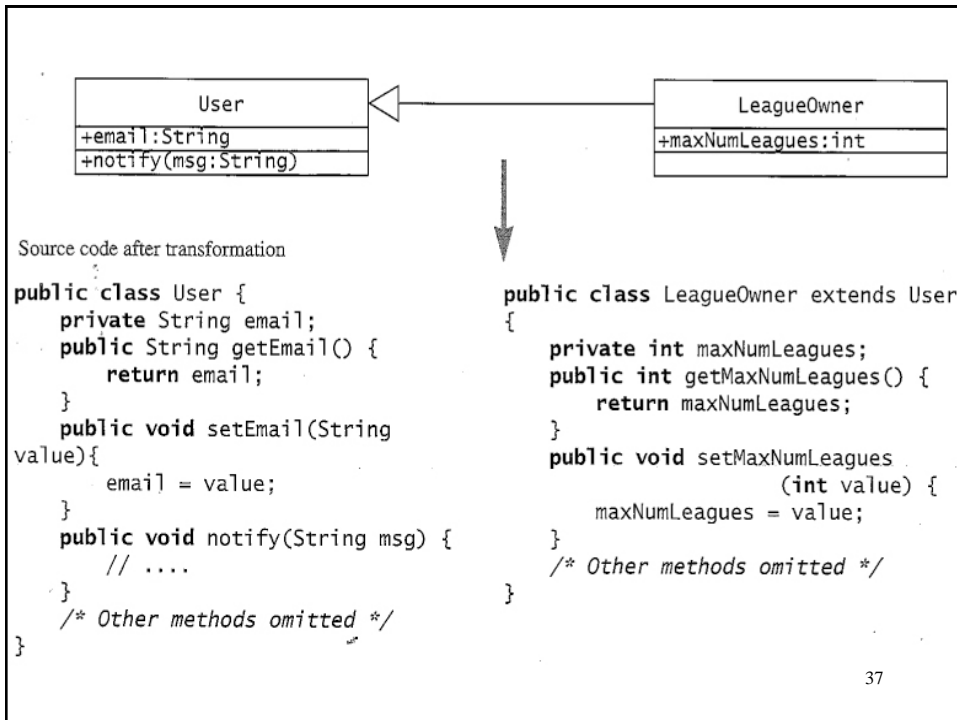 User
+email:String
+notify(msg:String)
LeagueOwner
+maxNumLeagues:int
Source code after transformation
public class User {
private String email;
public String getEmail() {
return email;
}
public void setEmail(String
value){
email = value;
}
public void notify(String msg) {
// ....
}
/* Other methods omitted */
}
public class LeagueOwner extends User
{
private int maxNumLeagues;
public int getMaxNumLeagues() {
return maxNumLeagues;
}
public void setMaxNumLeagues
(int value) {
maxNumLeagues = value;
}
/* Other methods omitted */
}
37